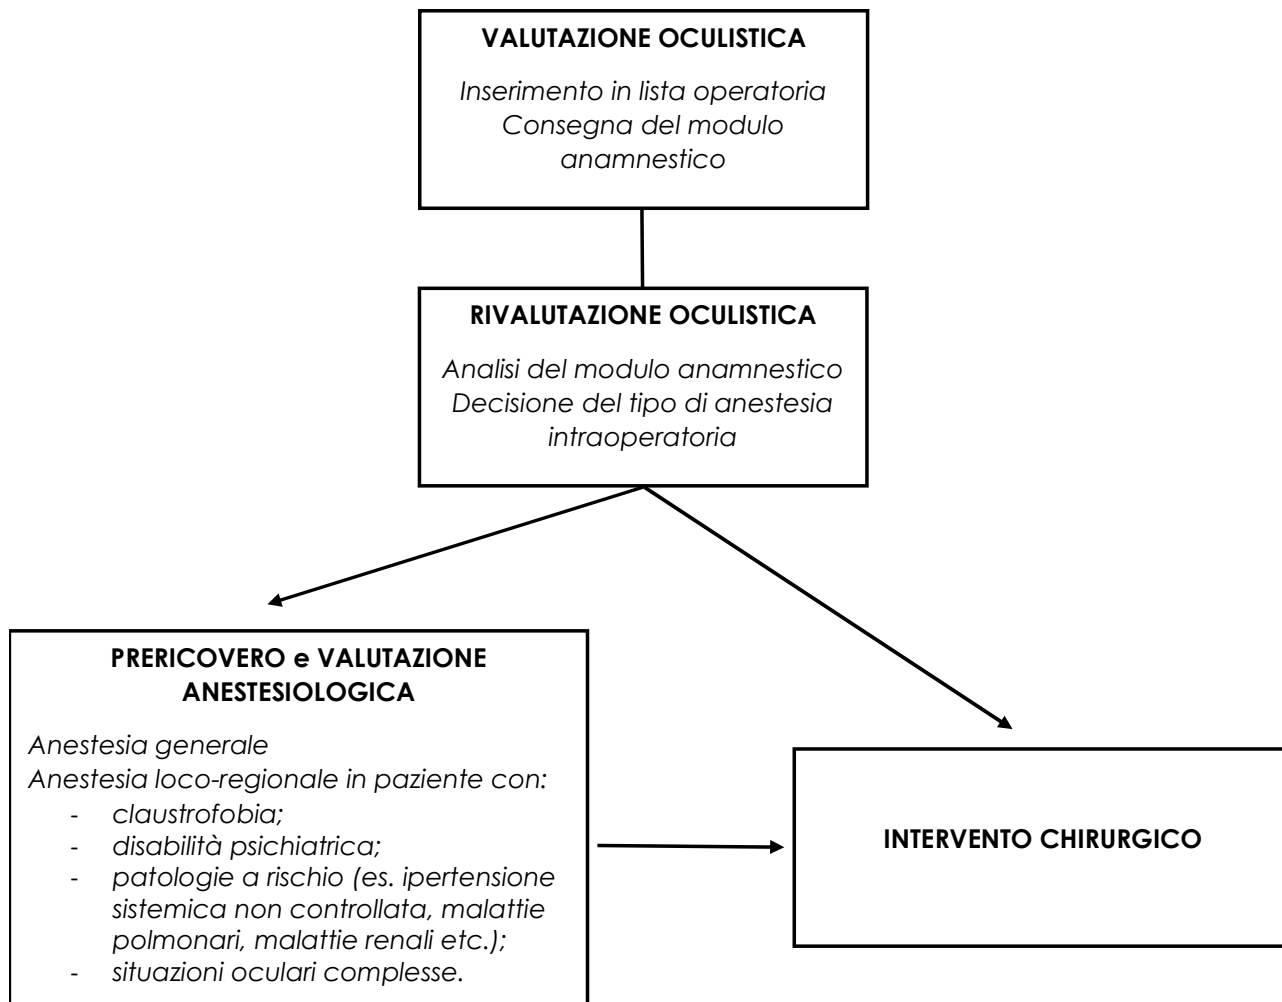 VALUTAZIONE OCULISTICA
Inserimento in lista operatoria
Consegna del modulo
anamnestico
RIVALUTAZIONE OCULISTICA
Analisi del modulo anamnestico
Decisione del tipo di anestesia
intraoperatoria
PRERICOVERO e VALUTAZIONE
ANESTESIOLOGICA
Anestesia generale
Anestesia loco-regionale in paziente con:
- claustrofobia;
- disabilità psichiatrica;
- patologie a rischio (es. ipertensione
sistemica non controllata, malattie
polmonari, malattie renali etc.);
- situazioni oculari complesse.
INTERVENTO CHIRURGICO